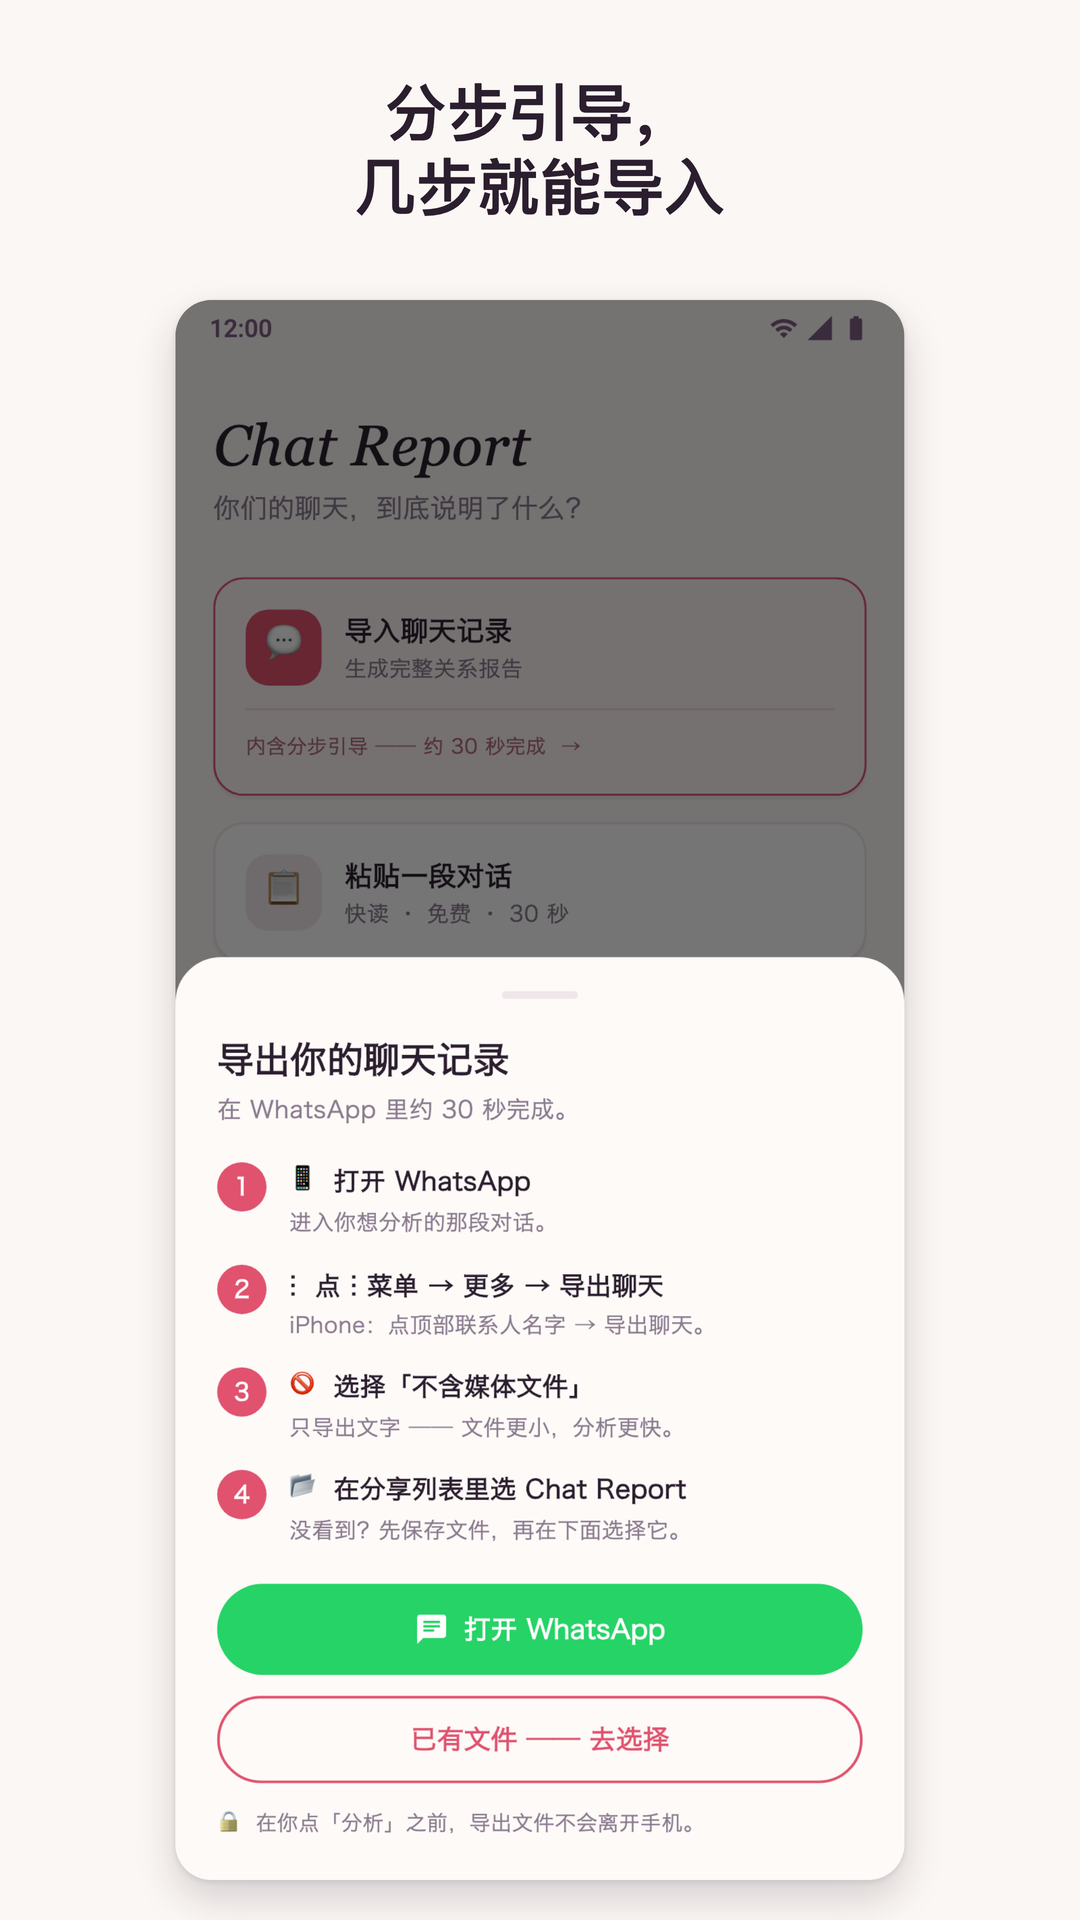 分步引导，
几步就能导入
12:00
Chat Report
你们的聊天，到底说明了什么？
导入聊天记录
生成完整关系报告
内含分步引导 —— 约 30 秒完成 →
粘贴一段对话
快读 · 免费 · 30 秒
导出你的聊天记录
在 WhatsApp 里约 30 秒完成。
1 打开 WhatsApp
进入你想分析的那段对话。
2 ⋮ 点⋮菜单 → 更多 → 导出聊天
iPhone：点顶部联系人名字 → 导出聊天。
3 选择「不含媒体文件」
只导出文字 —— 文件更小，分析更快。
4 在分享列表里选 Chat Report
没看到？先保存文件，再在下面选择它。
打开 WhatsApp
已有文件 —— 去选择
在你点「分析」之前，导出文件不会离开手机。